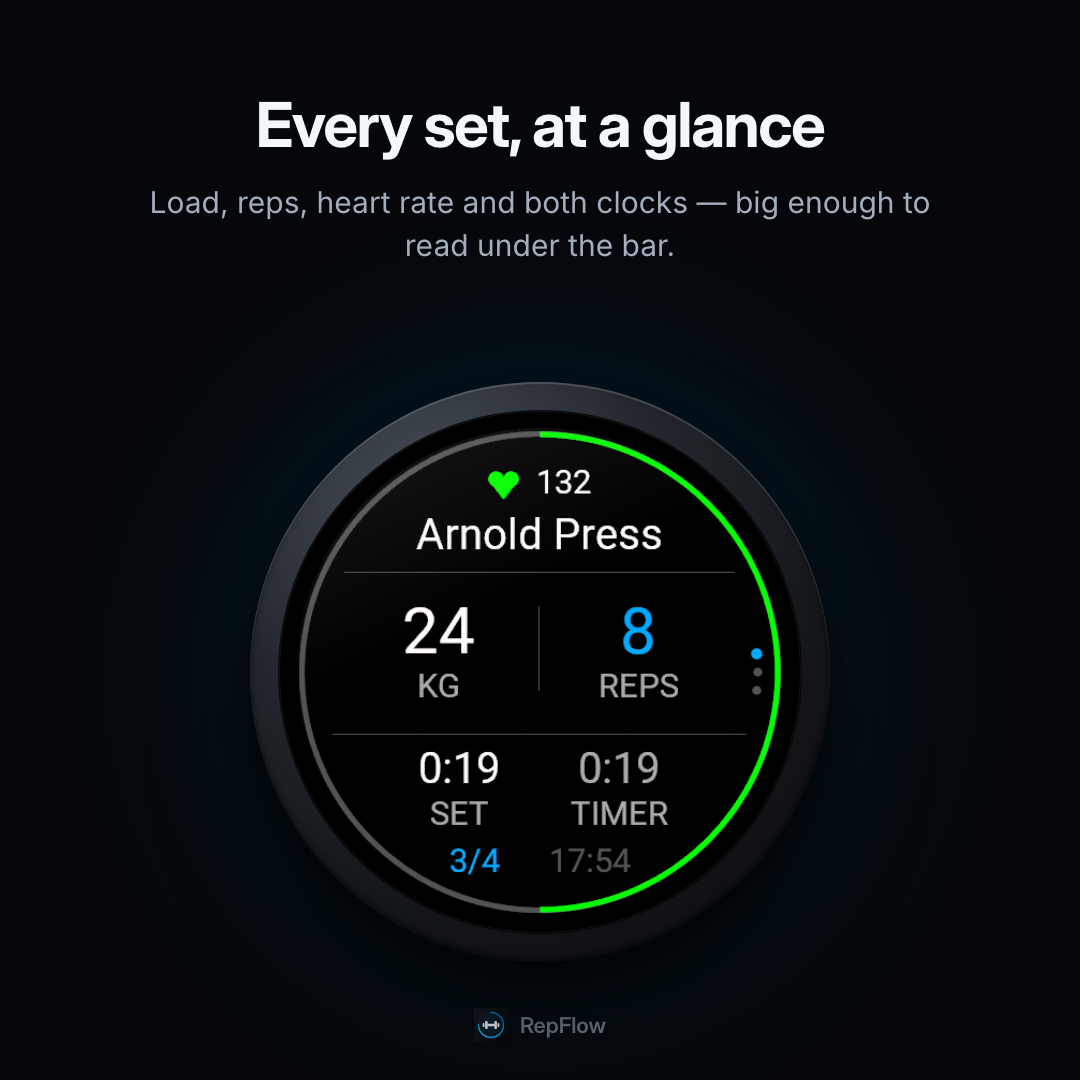 Every set, at a glance
Load, reps, heart rate and both clocks — big enough to
read under the bar.
132
Arnold Press
24 8
KG REPS
0:19 0:19
SET TIMER
3/4 17:54
RepFlow